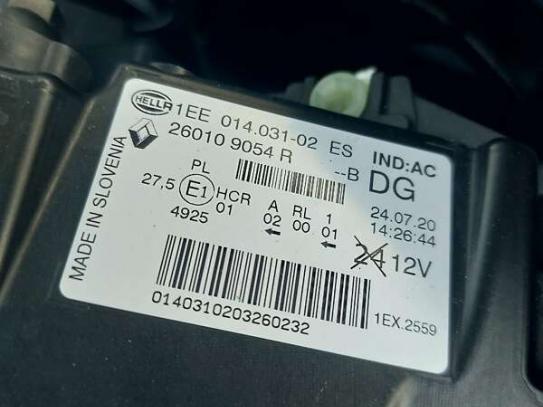 HELLA
1EE 014.031-02 ES
IND:AC
26010 9054 R
--B DG
MADE IN SLOVENIA
PL
27,5 E1 HCR A RL 1
01 02 00 01
4925
24.07.20
14:26:44
24 12V
0140310203260232
1EX.2559